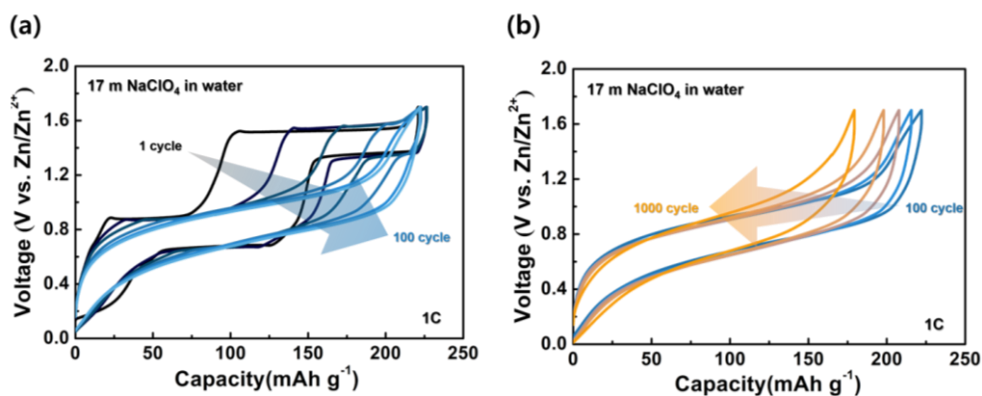 (a)
17 m NaClO₄ in water
1 cycle
100 cycle
1C
Voltage (V vs. Zn/Zn²⁺)
2.0
1.6
1.2
0.8
0.4
0.0
0 50 100 150 200 250
Capacity(mAh g⁻¹)
(b)
17 m NaClO₄ in water
1000 cycle
100 cycle
1C
Voltage (V vs. Zn/Zn²⁺)
2.0
1.6
1.2
0.8
0.4
0.0
0 50 100 150 200 250
Capacity(mAh g⁻¹)